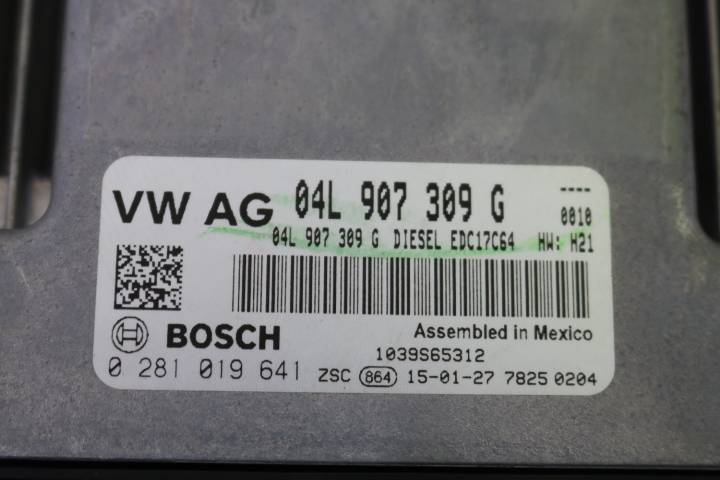 VW AG 04L 907 309 G ----
0010
04L 907 309 G DIESEL EDC17C64 HW: H21
BOSCH Assembled in Mexico
1039S65312
0 281 019 641 ZSC 864 15-01-27 7825 0204